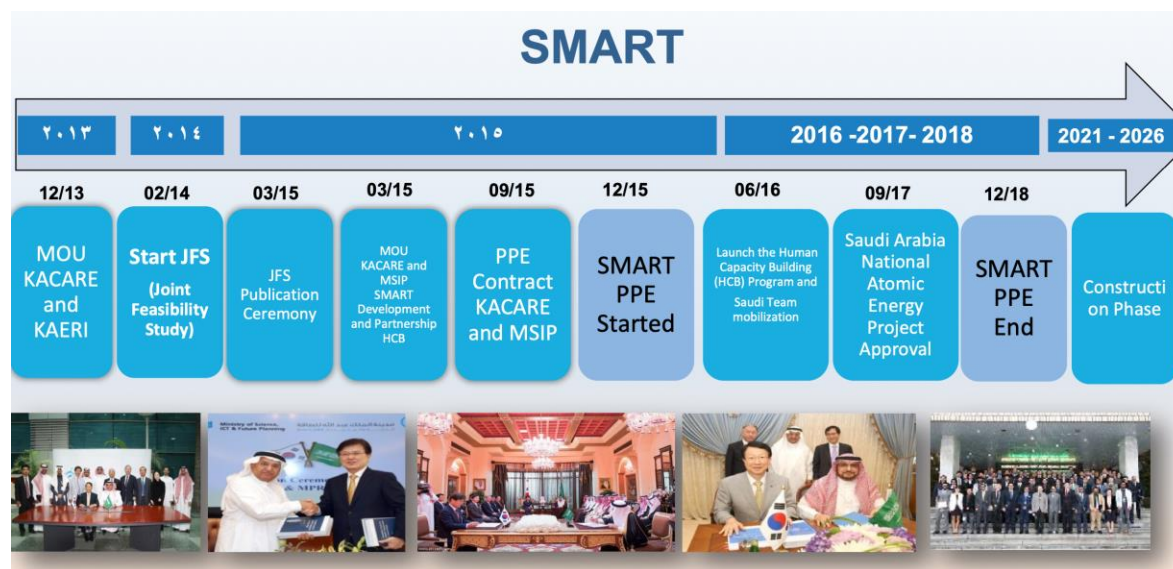 SMART
٢٠١٣
٢٠١٤
٢٠١٥
2016 -2017- 2018
2021 - 2026
12/13
02/14
03/15
03/15
09/15
12/15
06/16
09/17
12/18
MOU
KACARE
and
KAERI
Start JFS
(Joint
Feasibility
Study)
JFS
Publication
Ceremony
MOU
KACARE and
MSIP
SMART
Development
and Partnership
HCB
PPE
Contract
KACARE
and MSIP
SMART
PPE
Started
Launch the Human
Capacity Building
(HCB) Program and
Saudi Team
mobilization
Saudi Arabia
National
Atomic
Energy
Project
Approval
SMART
PPE
End
Constructi
on Phase
Ministry of Science,
ICT & Future Planning